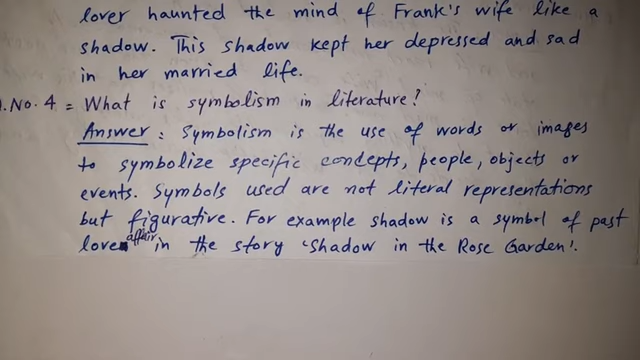 lover haunted the mind of Frank's wife like a
shadow. This shadow kept her depressed and sad
in her married life.
.No. 4 = What is symbolism in literature?
Answer : Symbolism is the use of words or images
to symbolize specific concepts, people, objects or
events. Symbols used are not literal representations
but figurative. For example shadow is a symbol of past
love affair in the story 'Shadow in the Rose Garden'.